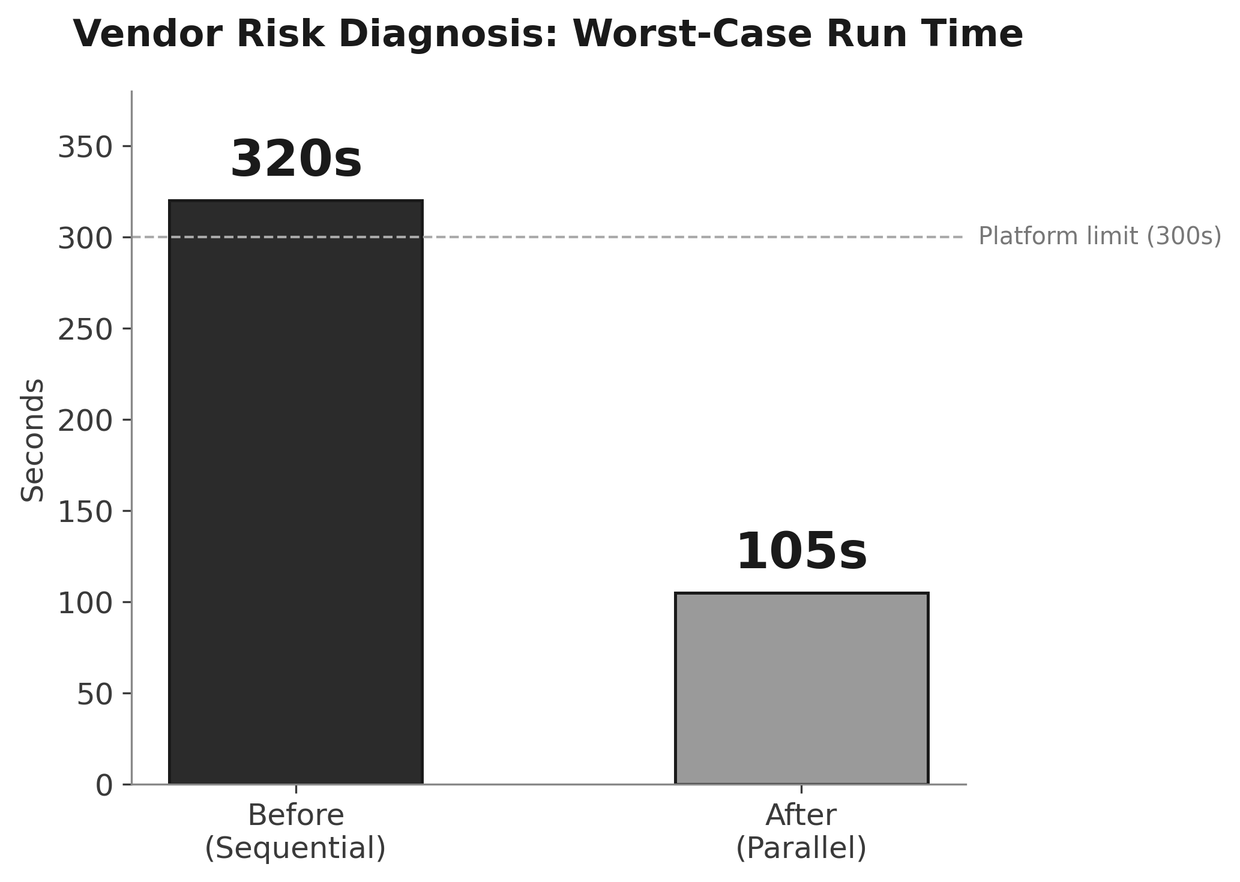 Vendor Risk Diagnosis: Worst-Case Run Time
350
300
250
200
150
100
50
0
Seconds
320s
105s
Platform limit (300s)
Before
(Sequential)
After
(Parallel)